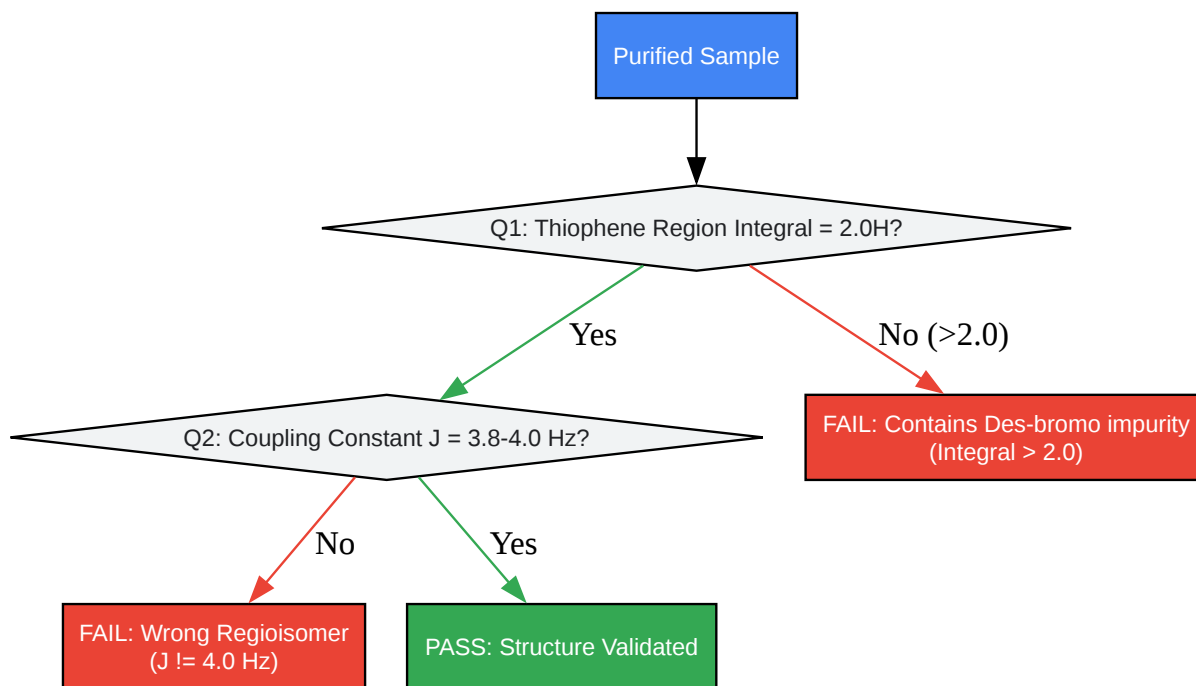 Purified Sample
Q1: Thiophene Region Integral = 2.0H?
Yes
No (>2.0)
Q2: Coupling Constant J = 3.8-4.0 Hz?
FAIL: Contains Des-bromo impurity
(Integral > 2.0)
No
Yes
FAIL: Wrong Regioisomer
(J != 4.0 Hz)
PASS: Structure Validated